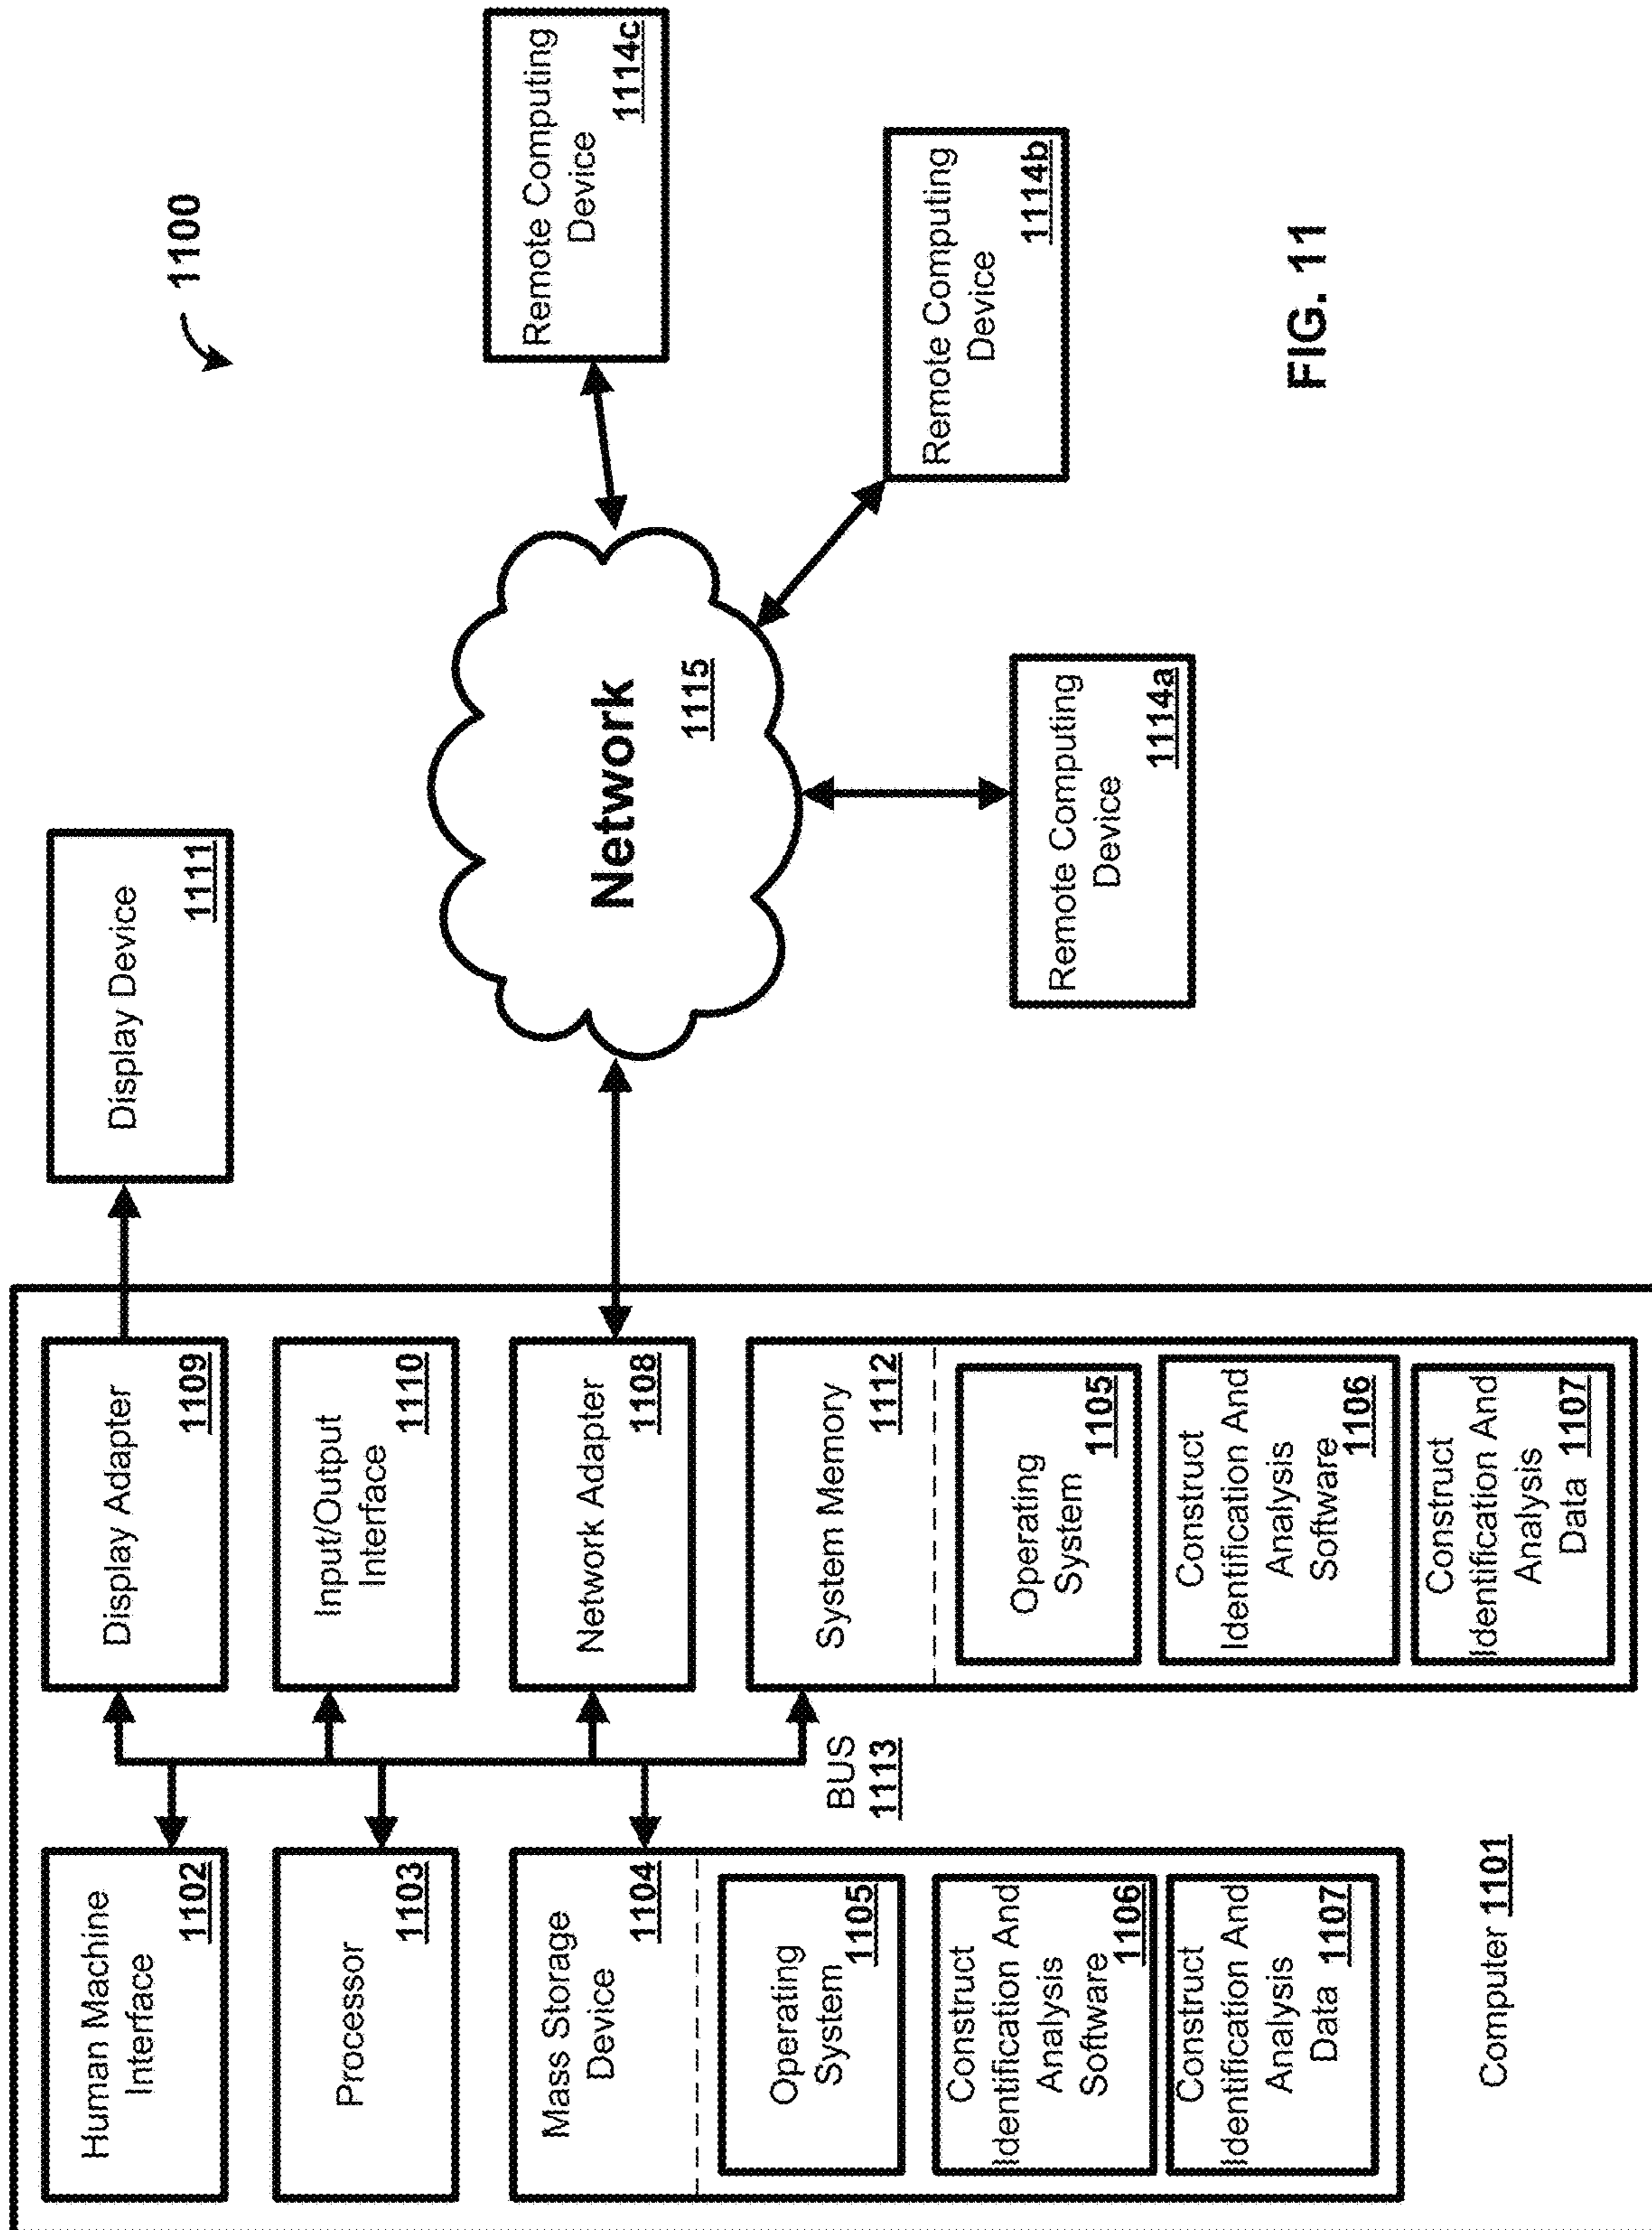 1100
Human Machine
Interface
1102
Processor
1103
Mass Storage
Device
1104
Operating
System
1105
Construct
Identification And
Analysis
Software
1106
Construct
Identification And
Analysis
Data
1107
Computer 1101
BUS
1113
Display Adapter
1109
Input/Output
Interface
1110
Network Adapter
1108
System Memory
1112
Operating
System
1105
Construct
Identification And
Analysis
Software
1106
Construct
Identification And
Analysis
Data
1107
Display Device
1111
Network
1115
Remote Computing
Device
1114a
Remote Computing
Device
1114b
Remote Computing
Device
1114c
FIG. 11